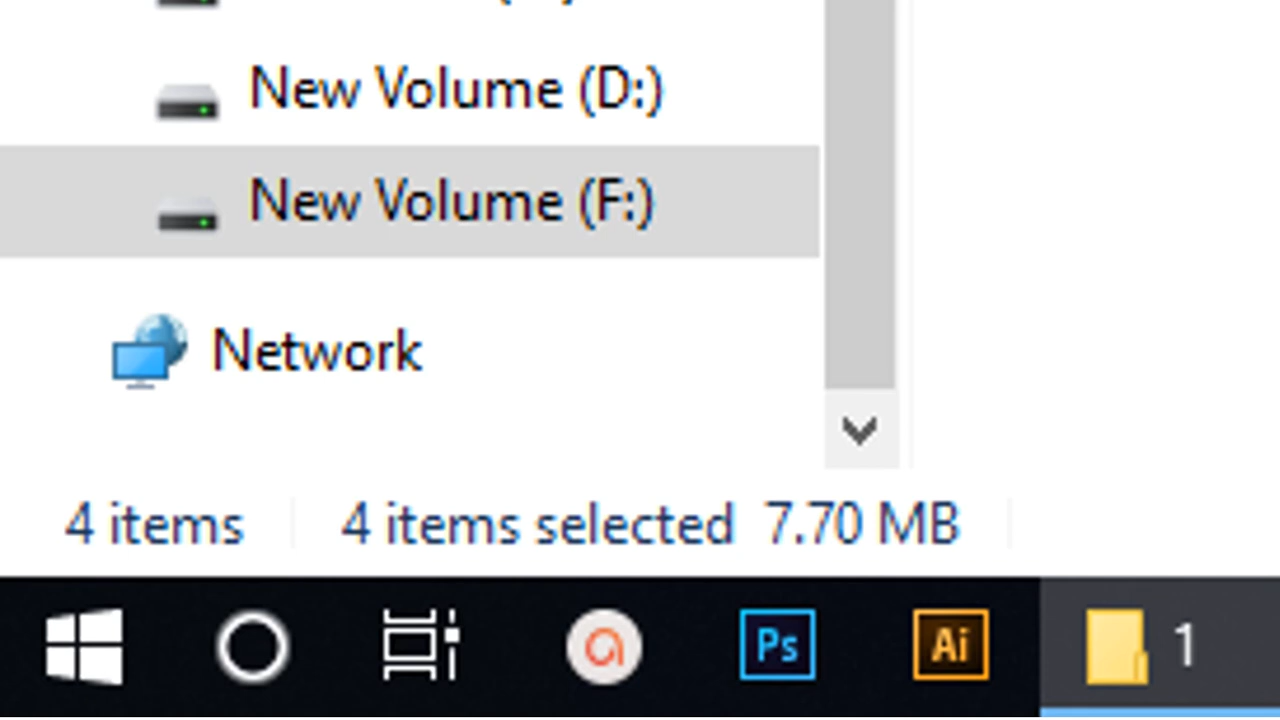 New Volume (D:)
New Volume (F:)
Network
4 items 4 items selected 7.70 MB
Ps Ai 1